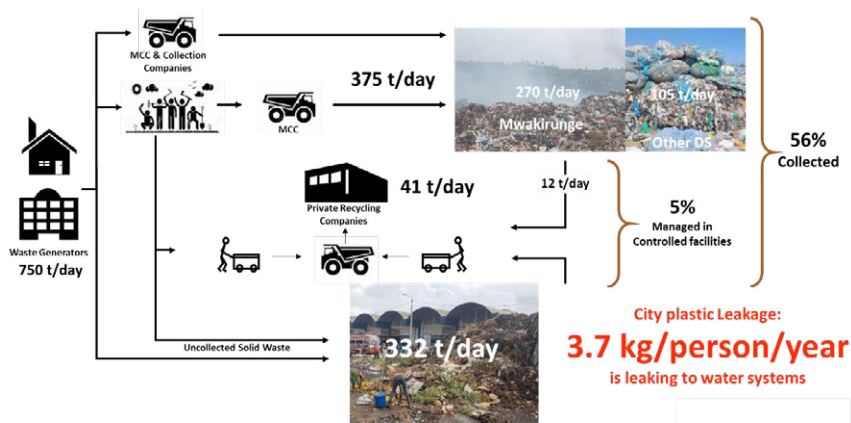 MCC & Collection
Companies
375 t/day
MCC
270 t/day
Mwakirunge
105 t/day
Other DS
56%
Collected
12 t/day
41 t/day
Private Recycling
Companies
5%
Managed in
Controlled facilities
Waste Generators
750 t/day
Uncollected Solid Waste
332 t/day
City plastic Leakage:
3.7 kg/person/year
is leaking to water systems